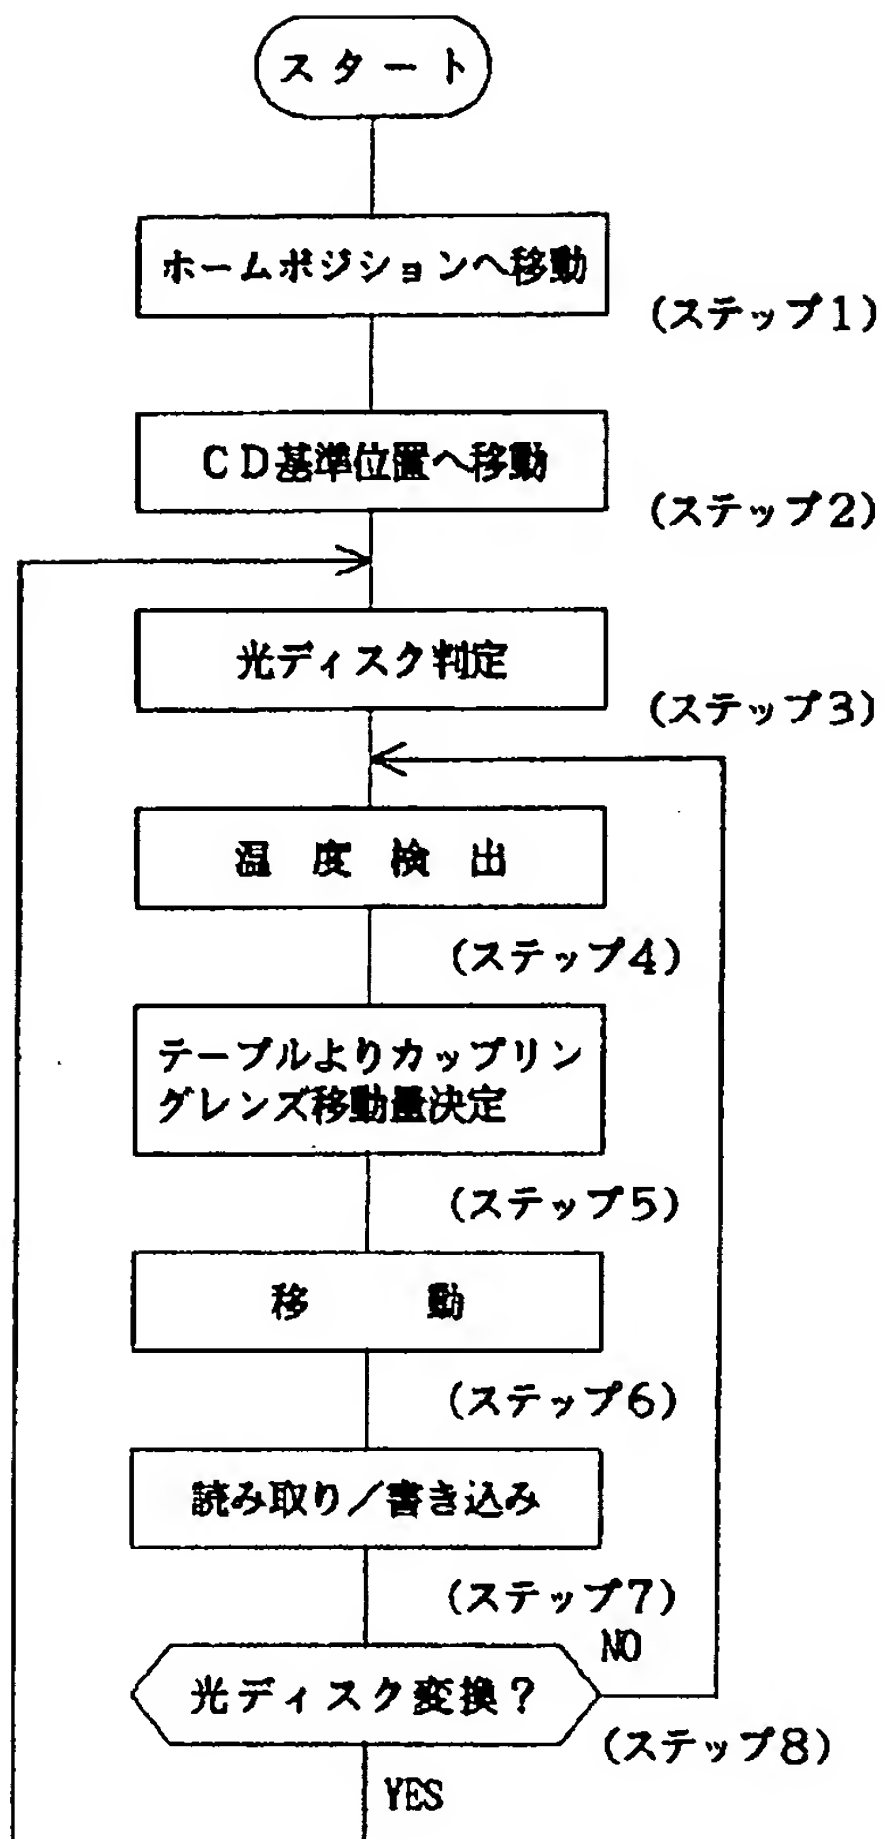 スタート
ホームポジションへ移動
(ステップ1)
CD基準位置へ移動
(ステップ2)
光ディスク判定
(ステップ3)
温度検出
(ステップ4)
テーブルよりカップリン
グレンズ移動量決定
(ステップ5)
移動
(ステップ6)
読み取り/書き込み
(ステップ7)
NO
光ディスク変換?
(ステップ8)
YES